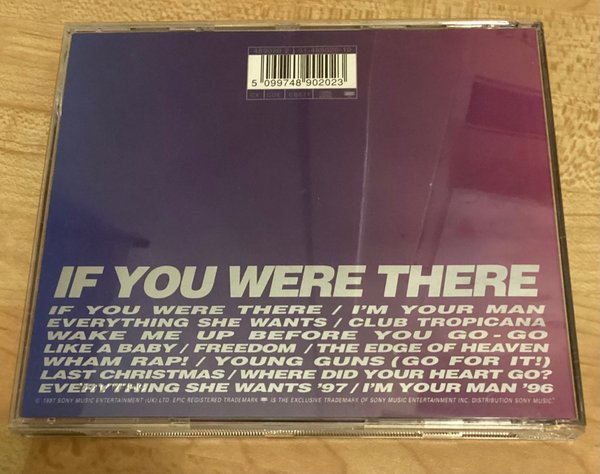 5 099748 902023
IF YOU WERE THERE
IF YOU WERE THERE / I'M YOUR MAN
EVERYTHING SHE WANTS / CLUB TROPICANA
WAKE ME UP BEFORE YOU GO - GO
LIKE A BABY / FREEDOM / THE EDGE OF HEAVEN
WHAM RAP! / YOUNG GUNS (GO FOR IT!)
LAST CHRISTMAS / WHERE DID YOUR HEART GO?
EVERYTHING SHE WANTS '97 / I'M YOUR MAN '96
© 1997 SONY MUSIC ENTERTAINMENT (UK) LTD. EPIC REGISTERED TRADEMARK IS THE EXCLUSIVE TRADEMARK OF SONY MUSIC ENTERTAINMENT INC. DISTRIBUTION SONY MUSIC.